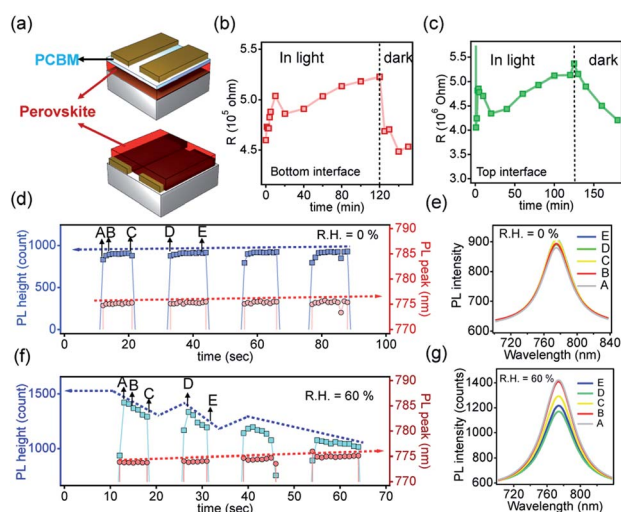 (a)
PCBM
Perovskite
(b)
R (10⁵ Ohm)
5.5
5.0
4.5
In light
dark
Bottom interface
0 40 80 120
time (min)
(c)
R (10⁶ Ohm)
5.5
5.0
4.5
4.0
3.5
3.0
In light
dark
Top interface
0 50 100 150
time (min)
(d)
PL height (count)
1000
500
0
A B C D E
R.H. = 0 %
790
785
780
775
770
PL peak (nm)
0 20 40 60 80 100
time (sec)
(e)
PL intensity
900
800
700
600
R.H. = 0 %
E
D
C
B
A
720 760 800 840
Wavelength (nm)
(f)
PL height (count)
1500
1000
A B C D E
R.H. = 60 %
790
785
780
775
770
PL peak (nm)
0 10 20 30 40 50 60 70
time (sec)
(g)
PL intensity (counts)
1400
1200
1000
800
600
R.H. = 60 %
E
D
C
B
A
720 760 800
Wavelength (nm)